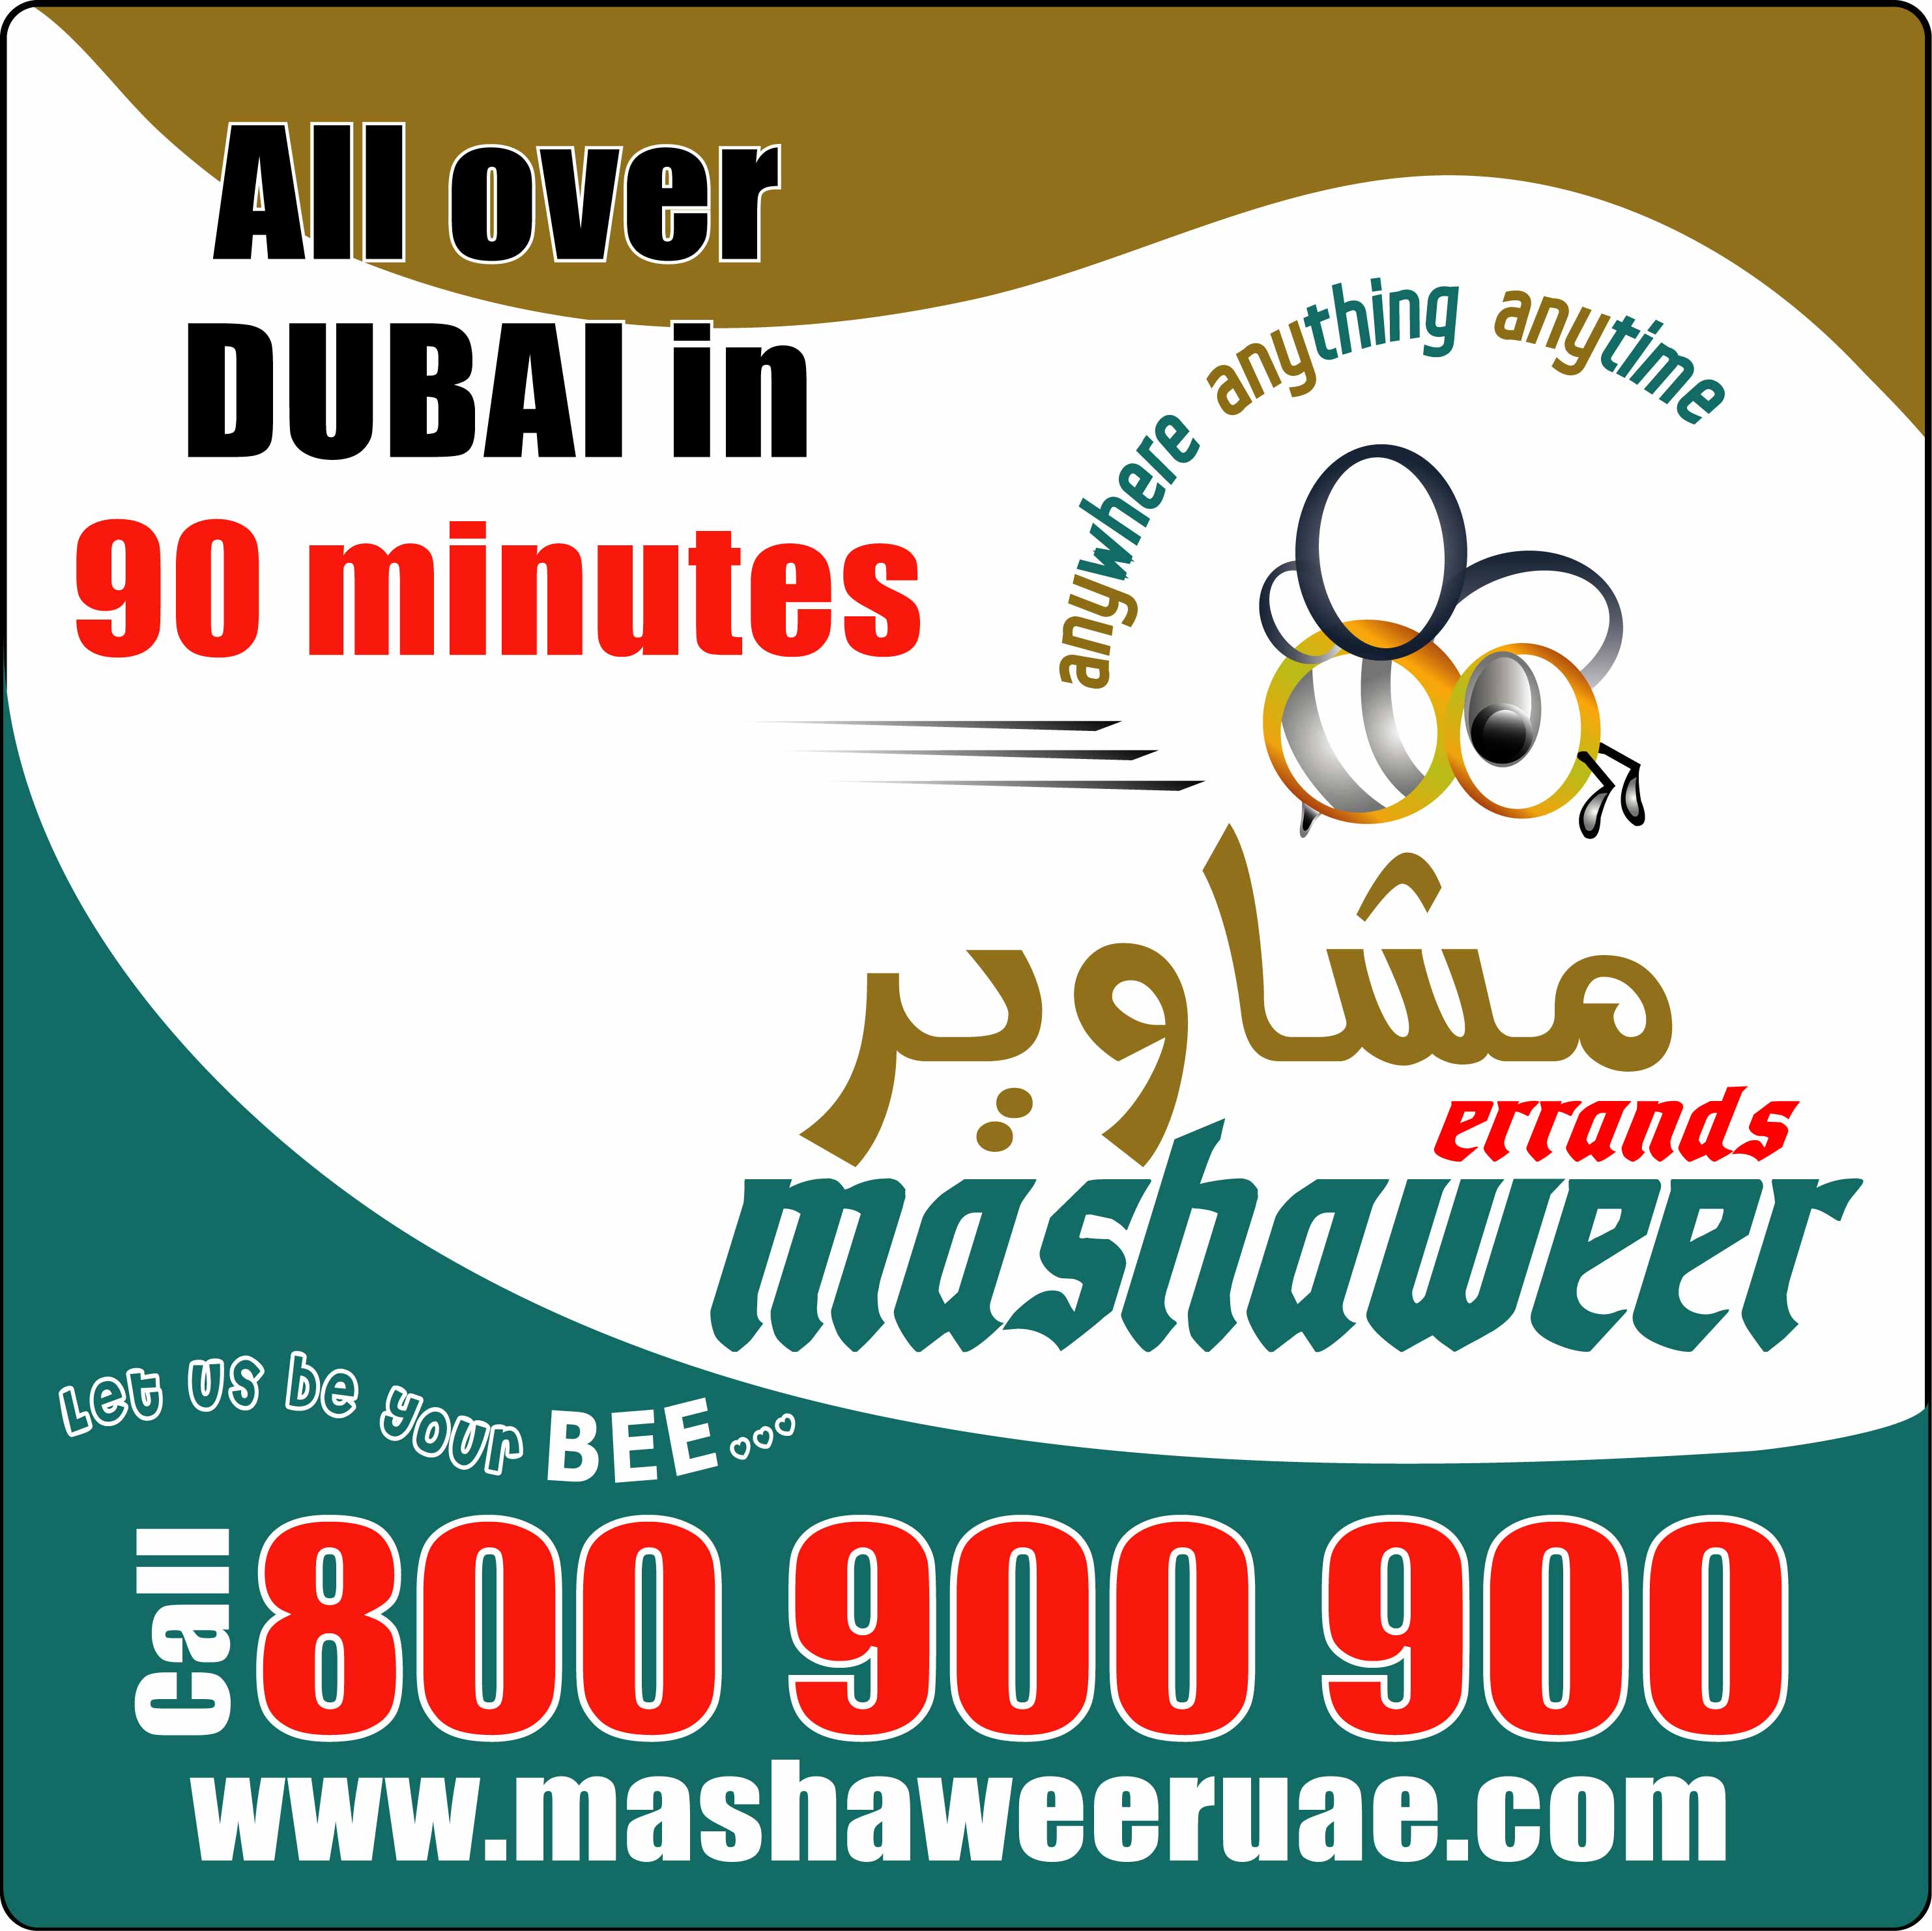 All over
DUBAI in
90 minutes
anywhere anything anytime
مشاوير
errands
mashaweer
Let us be your BEE...
call 800 900 900
www.mashaweeruae.com